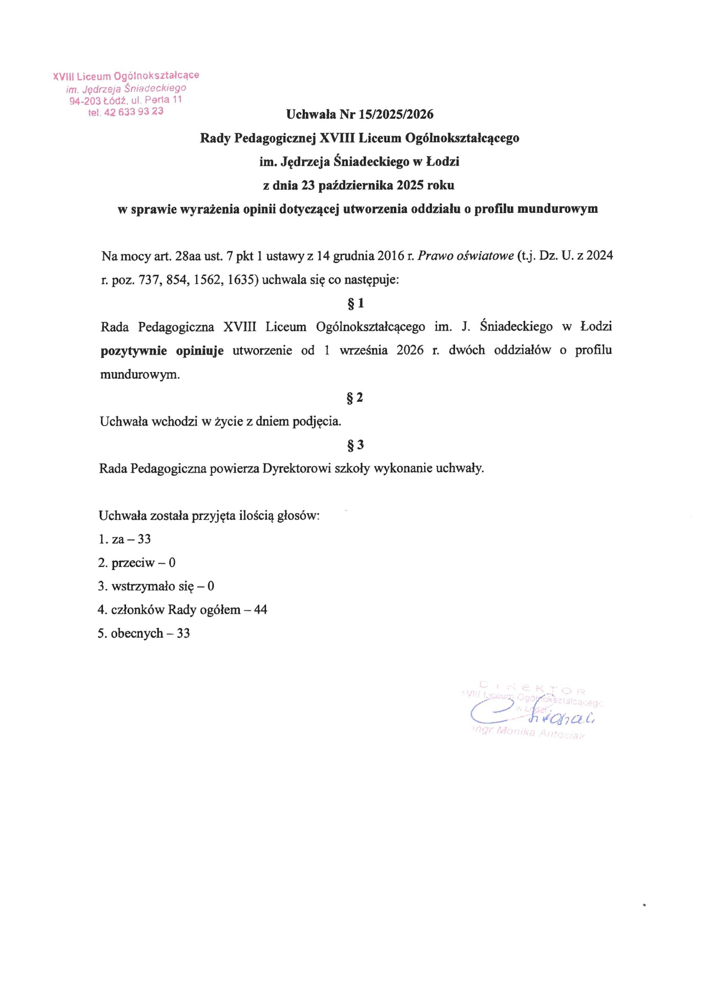 XVIII Liceum Ogólnokształcące
im. Jędrzeja Śniadeckiego
94-203 Łódź, ul. Perla 11
tel. 42 633 93 23
Uchwała Nr 15/2025/2026
Rady Pedagogicznej XVIII Liceum Ogólnokształcącego
im. Jędrzeja Śniadeckiego w Łodzi
z dnia 23 października 2025 roku
w sprawie wyrażenia opinii dotyczącej utworzenia oddziału o profilu mundurowym
Na mocy art. 28aa ust. 7 pkt 1 ustawy z 14 grudnia 2016 r. Prawo oświatowe (t.j. Dz. U. z 2024
r. poz. 737, 854, 1562, 1635) uchwala się co następuje:
§ 1
Rada Pedagogiczna XVIII Liceum Ogólnokształcącego im. J. Śniadeckiego w Łodzi
pozytywnie opiniuje utworzenie od 1 września 2026 r. dwóch oddziałów o profilu
mundurowym.
§ 2
Uchwała wchodzi w życie z dniem podjęcia.
§ 3
Rada Pedagogiczna powierza Dyrektorowi szkoły wykonanie uchwały.
Uchwała została przyjęta ilością głosów:
1. za – 33
2. przeciw – 0
3. wstrzymało się – 0
4. członków Rady ogółem – 44
5. obecnych – 33
DYREKTOR
XVIII Liceum Ogólnokształcącego
w Łodzi
mgr Monika Antosiak